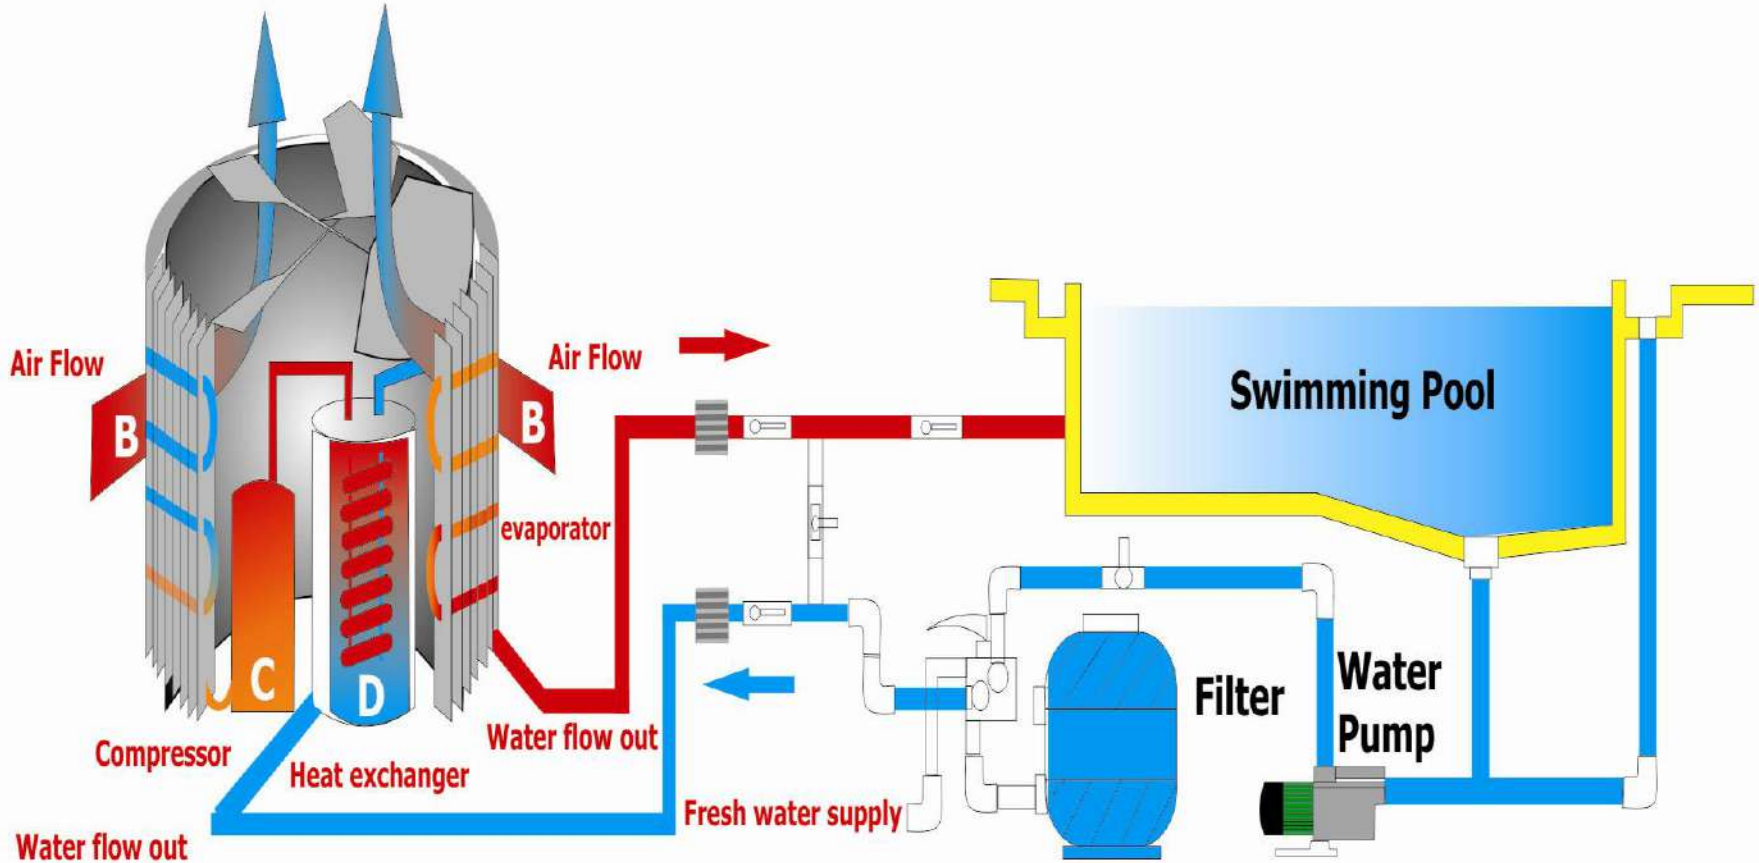 Air Flow
B
Air Flow
B
Swimming Pool
evaporator
C
D
Compressor
Heat exchanger
Water flow out
Water flow out
Fresh water supply
Filter
Water
Pump